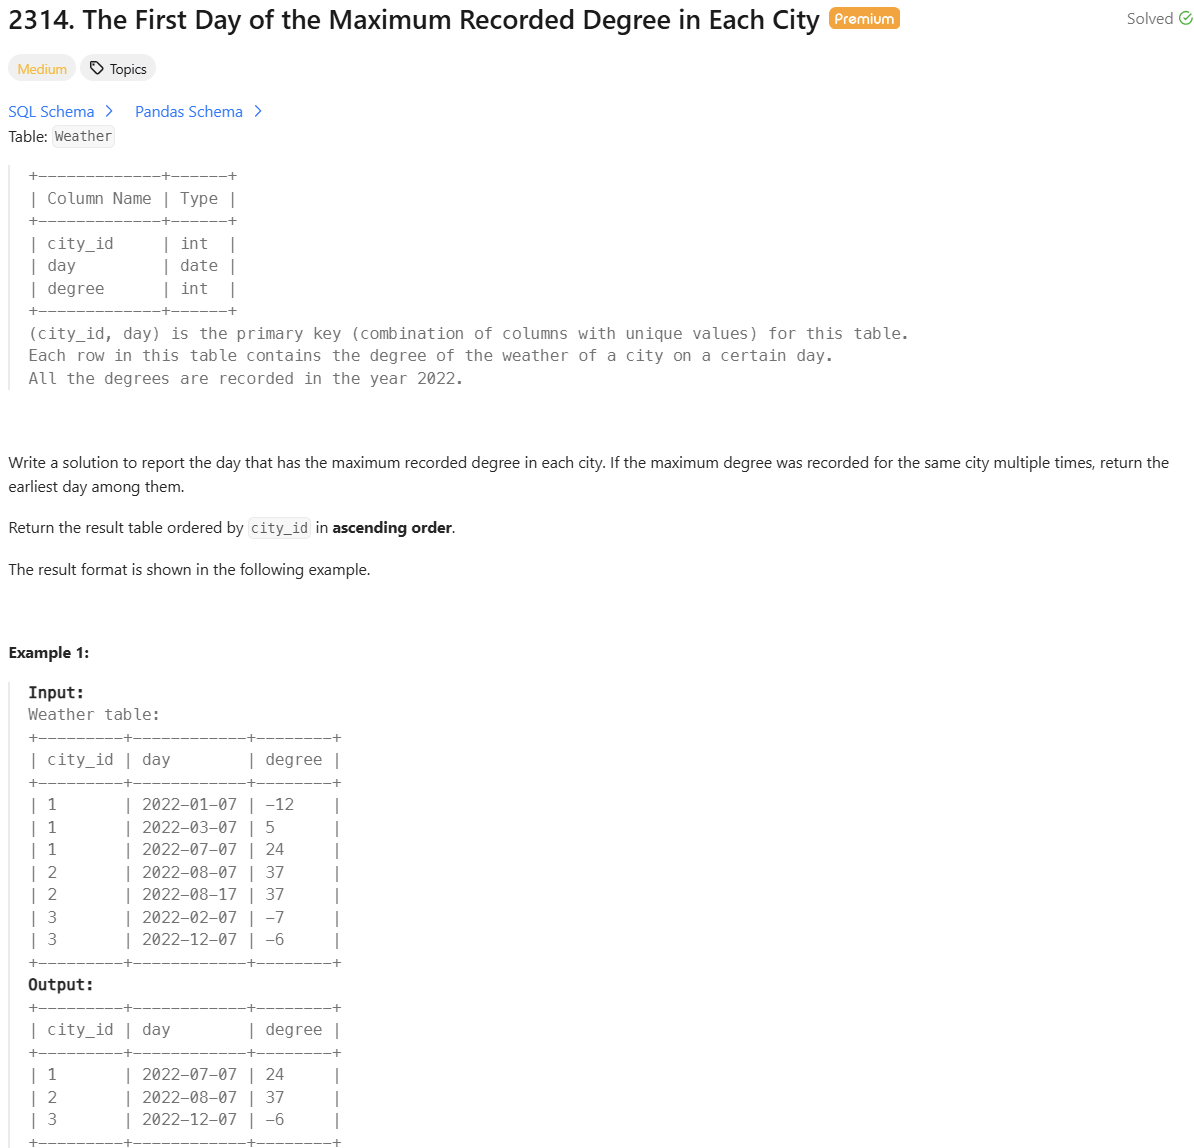 2314. The First Day of the Maximum Recorded Degree in Each City Premium
Solved
Medium Topics
SQL Schema > Pandas Schema >
Table: Weather
+-------------+------+
| Column Name | Type |
+-------------+------+
| city_id     | int  |
| day         | date |
| degree      | int  |
+-------------+------+
(city_id, day) is the primary key (combination of columns with unique values) for this table.
Each row in this table contains the degree of the weather of a city on a certain day.
All the degrees are recorded in the year 2022.
Write a solution to report the day that has the maximum recorded degree in each city. If the maximum degree was recorded for the same city multiple times, return the
earliest day among them.
Return the result table ordered by city_id in ascending order.
The result format is shown in the following example.
Example 1:
Input:
Weather table:
+---------+------------+--------+
| city_id | day        | degree |
+---------+------------+--------+
| 1       | 2022-01-07 | -12    |
| 1       | 2022-03-07 | 5      |
| 1       | 2022-07-07 | 24     |
| 2       | 2022-08-07 | 37     |
| 2       | 2022-08-17 | 37     |
| 3       | 2022-02-07 | -7     |
| 3       | 2022-12-07 | -6     |
+---------+------------+--------+
Output:
+---------+------------+--------+
| city_id | day        | degree |
+---------+------------+--------+
| 1       | 2022-07-07 | 24     |
| 2       | 2022-08-07 | 37     |
| 3       | 2022-12-07 | -6     |
+---------+------------+--------+